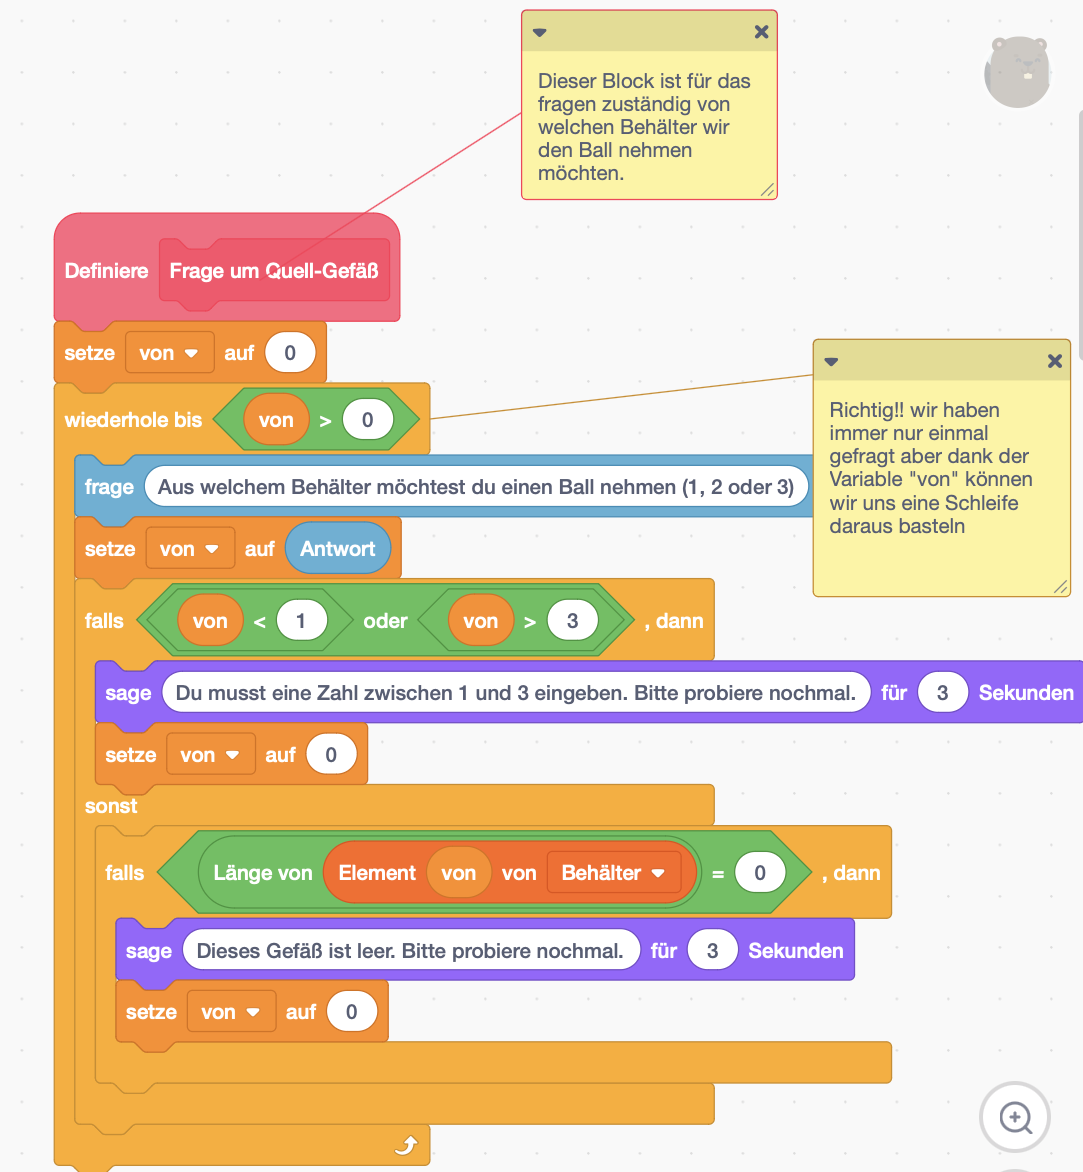 Dieser Block ist für das
fragen zuständig von
welchen Behälter wir
den Ball nehmen
möchten.
Definiere Frage um Quell-Gefäß
setze von auf 0
wiederhole bis von > 0
Richtig!! wir haben
immer nur einmal
gefragt aber dank der
Variable "von" können
wir uns eine Schleife
daraus basteln
frage Aus welchem Behälter möchtest du einen Ball nehmen (1, 2 oder 3)
setze von auf Antwort
falls von < 1 oder von > 3 , dann
sage Du musst eine Zahl zwischen 1 und 3 eingeben. Bitte probiere nochmal. für 3 Sekunden
setze von auf 0
sonst
falls Länge von Element von von Behälter = 0 , dann
sage Dieses Gefäß ist leer. Bitte probiere nochmal. für 3 Sekunden
setze von auf 0